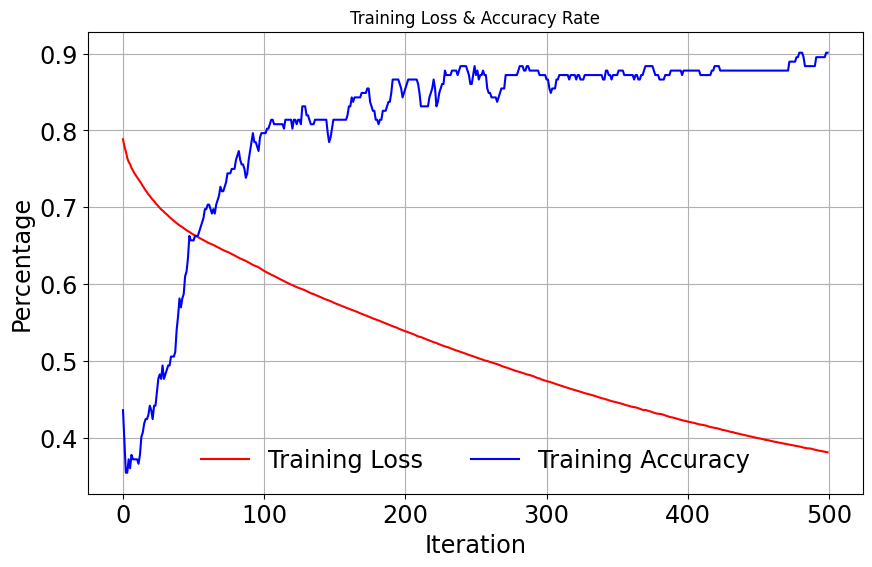 Training Loss & Accuracy Rate
Percentage
0.9
0.8
0.7
0.6
0.5
0.4
Training Loss Training Accuracy
0 100 200 300 400 500
Iteration